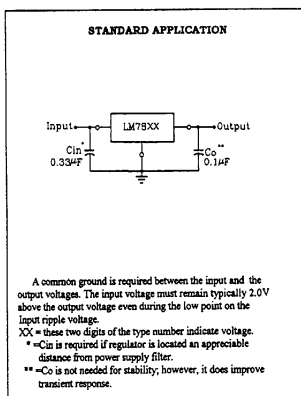 STANDARD APPLICATION
Input
LM78XX
Output
Cin*
0.33μF
Co**
0.1μF
A common ground is required between the input and the
output voltages. The input voltage must remain typically 2.0V
above the output voltage even during the low point on the
Input ripple voltage.
XX = these two digits of the type number indicate voltage.
* =Cin is required if regulator is located an appreciable
distance from power supply filter.
** =Co is not needed for stability; however, it does improve
transient response.